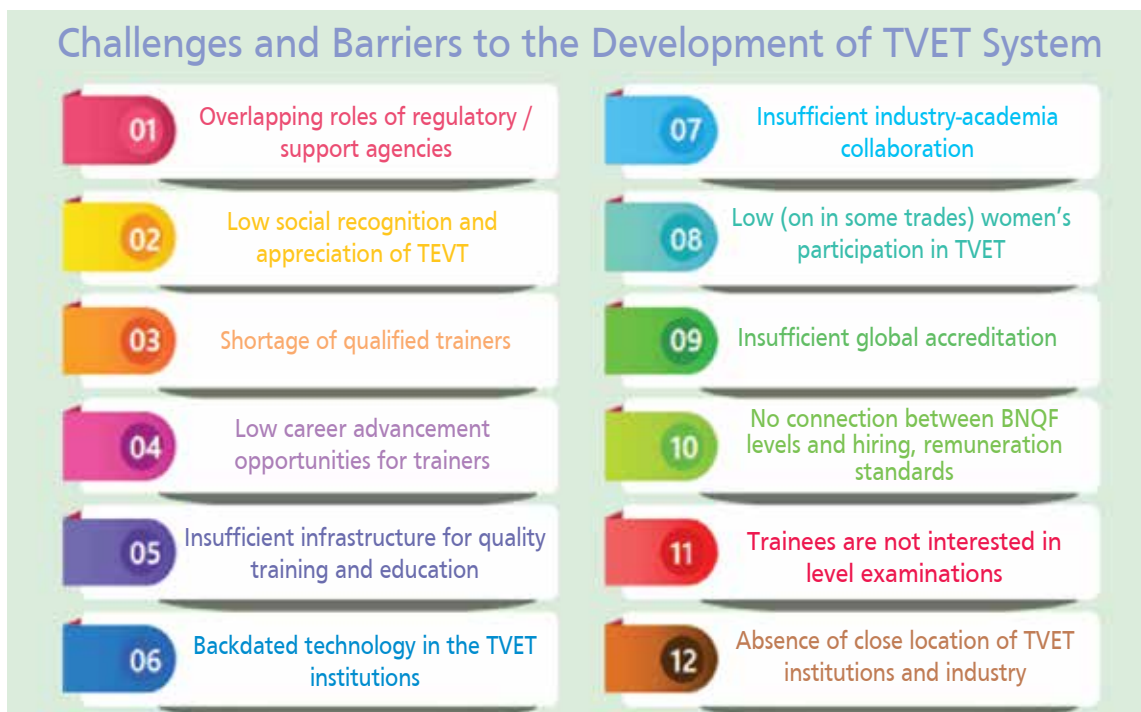 Challenges and Barriers to the Development of TVET System
01
Overlapping roles of regulatory /
support agencies
02
Low social recognition and
appreciation of TEVT
03
Shortage of qualified trainers
04
Low career advancement
opportunities for trainers
05
Insufficient infrastructure for quality
training and education
06
Backdated technology in the TVET
institutions
07
Insufficient industry-academia
collaboration
08
Low (on in some trades) women's
participation in TVET
09
Insufficient global accreditation
10
No connection between BNQF
levels and hiring, remuneration
standards
11
Trainees are not interested in
level examinations
12
Absence of close location of TVET
institutions and industry